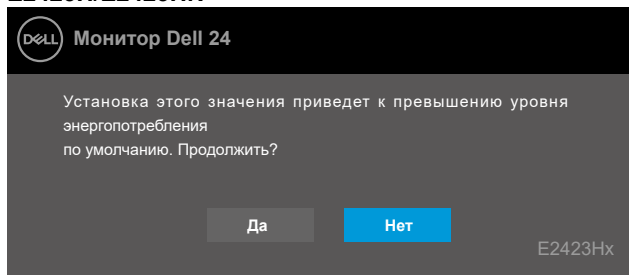 DELL Монитор Dell 24
Установка этого значения приведет к превышению уровня
энергопотребления
по умолчанию. Продолжить?
Да Нет
E2423Hx